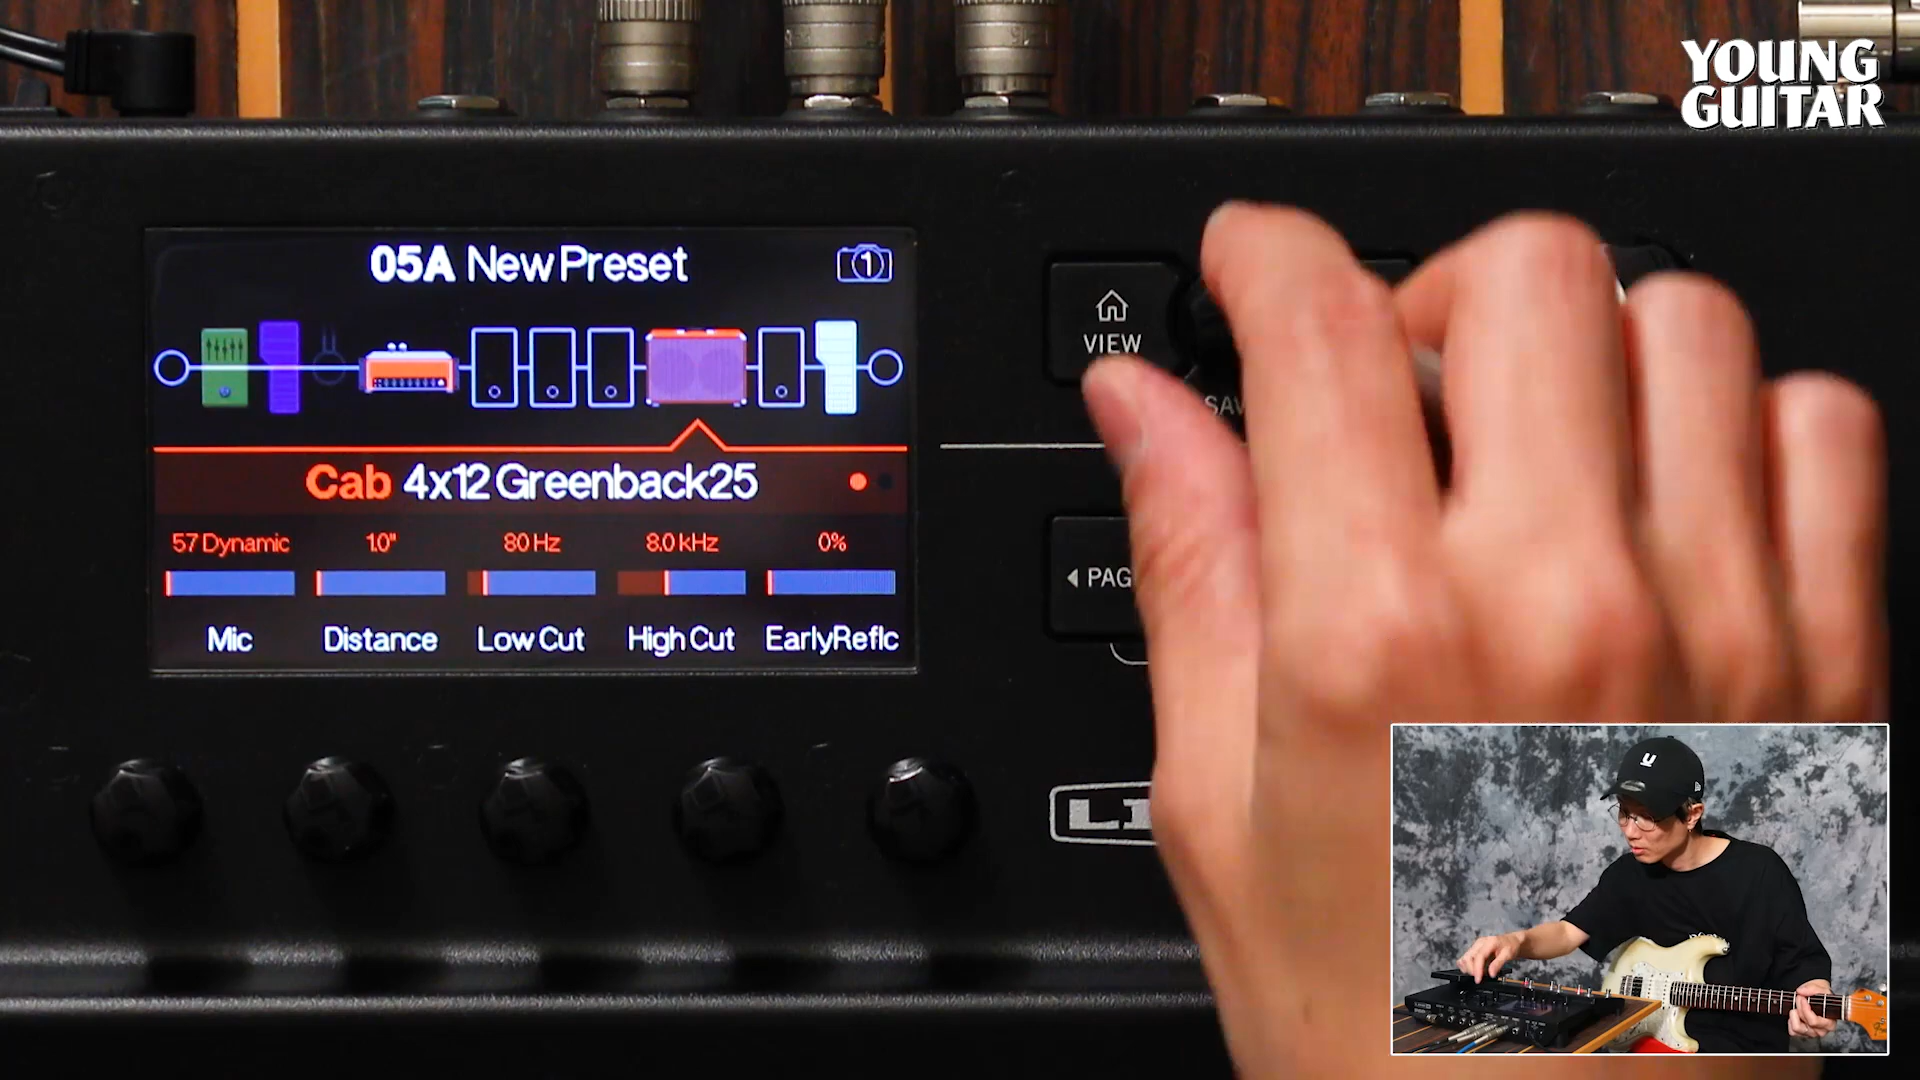 YOUNG
GUITAR
05A New Preset
1
VIEW
Cab 4x12 Greenback25
57 Dynamic 1.0" 80 Hz 8.0 kHz 0%
PAG
Mic Distance Low Cut High Cut EarlyReflc
U